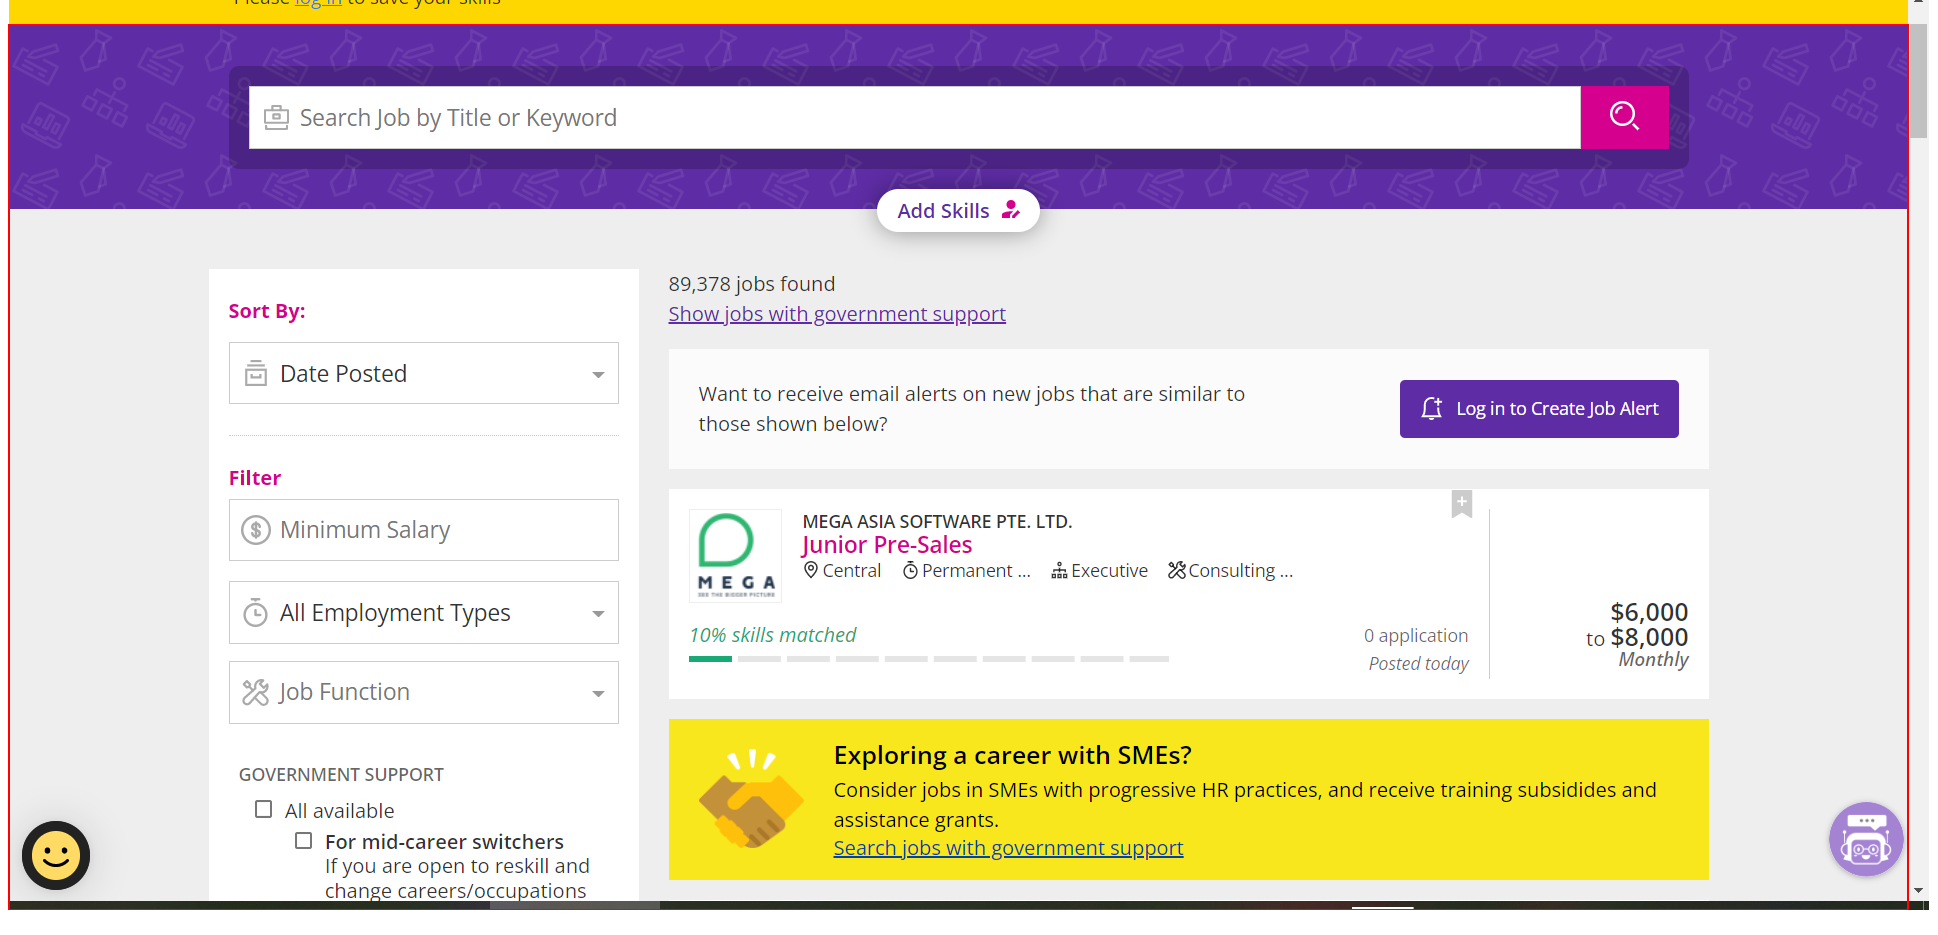 Please log in to save your skills
Search Job by Title or Keyword
Add Skills
Sort By:
Date Posted
Filter
Minimum Salary
All Employment Types
Job Function
GOVERNMENT SUPPORT
All available
For mid-career switchers
If you are open to reskill and
change careers/occupations
89,378 jobs found
Show jobs with government support
Want to receive email alerts on new jobs that are similar to
those shown below?
Log in to Create Job Alert
MEGA
SEE THE BIGGER PICTURE
MEGA ASIA SOFTWARE PTE. LTD.
Junior Pre-Sales
Central Permanent ... Executive Consulting ...
10% skills matched
0 application
Posted today
$6,000
to $8,000
Monthly
Exploring a career with SMEs?
Consider jobs in SMEs with progressive HR practices, and receive training subsidides and
assistance grants.
Search jobs with government support